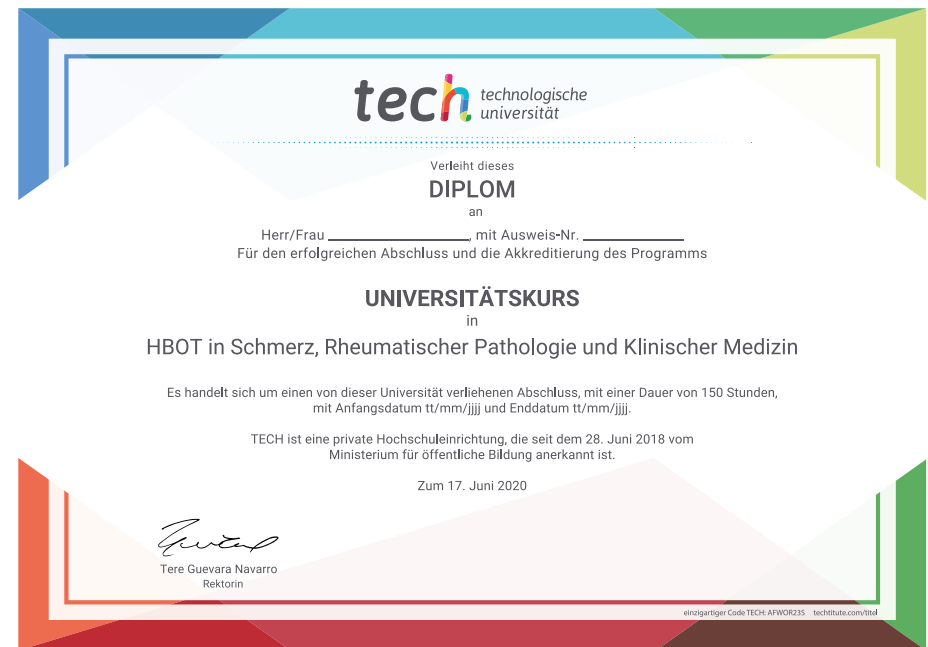 tech technologische
universität
Verleiht dieses
DIPLOM
an
Herr/Frau ____________________, mit Ausweis-Nr. ______________
Für den erfolgreichen Abschluss und die Akkreditierung des Programms
UNIVERSITÄTSKURS
in
HBOT in Schmerz, Rheumatischer Pathologie und Klinischer Medizin
Es handelt sich um einen von dieser Universität verliehenen Abschluss, mit einer Dauer von 150 Stunden,
mit Anfangsdatum tt/mm/jjjj und Enddatum tt/mm/jjjj.
TECH ist eine private Hochschuleinrichtung, die seit dem 28. Juni 2018 vom
Ministerium für öffentliche Bildung anerkannt ist.
Zum 17. Juni 2020
Tere Guevara Navarro
Rektorin
einzigartiger Code TECH: AFWOR23S techtitute.com/titel